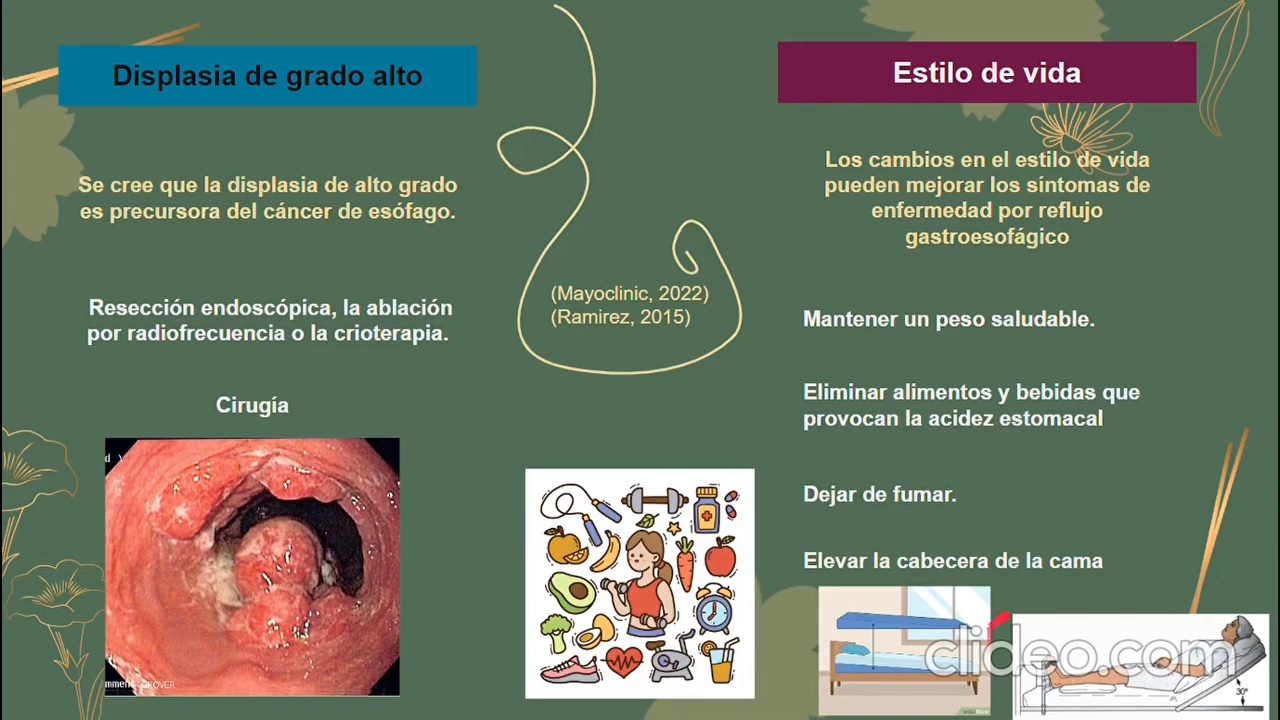 Displasia de grado alto
Se cree que la displasia de alto grado
es precursora del cáncer de esófago.
Resección endoscópica, la ablación
por radiofrecuencia o la crioterapia.
Cirugía
(Mayoclinic, 2022)
(Ramirez, 2015)
Estilo de vida
Los cambios en el estilo de vida
pueden mejorar los síntomas de
enfermedad por reflujo
gastroesofágico
Mantener un peso saludable.
Eliminar alimentos y bebidas que
provocan la acidez estomacal
Dejar de fumar.
Elevar la cabecera de la cama
clideo.com
30°